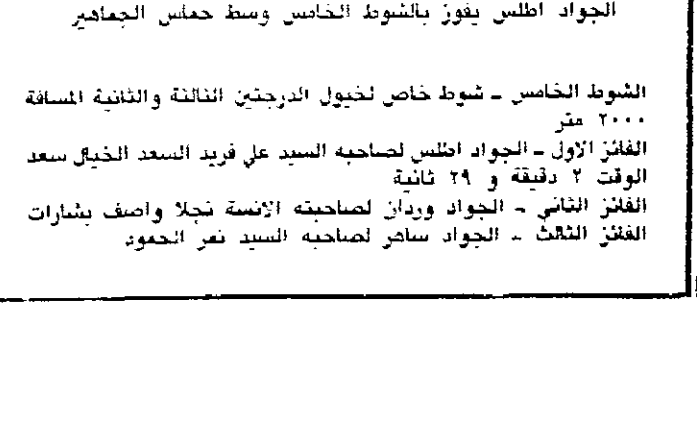 الجواد اطلس يفوز بالشوط الخامس وسط حماس الجماهير
الشوط الخامس - شوط خاص لخيول الدرجتين الثالثة والثانية المسافة
٢٠٠٠ متر
الفائز الاول - الجواد اطلس لصاحبه السيد علي فريد السعد الخيال سعد
الوقت ٢ دقيقة و ٢٩ ثانية
الفائز الثاني - الجواد وردان لصاحبته الانسة نجلا واصف بشارات
الفائز الثالث - الجواد ساهر لصاحبه السيد نمر الحمود